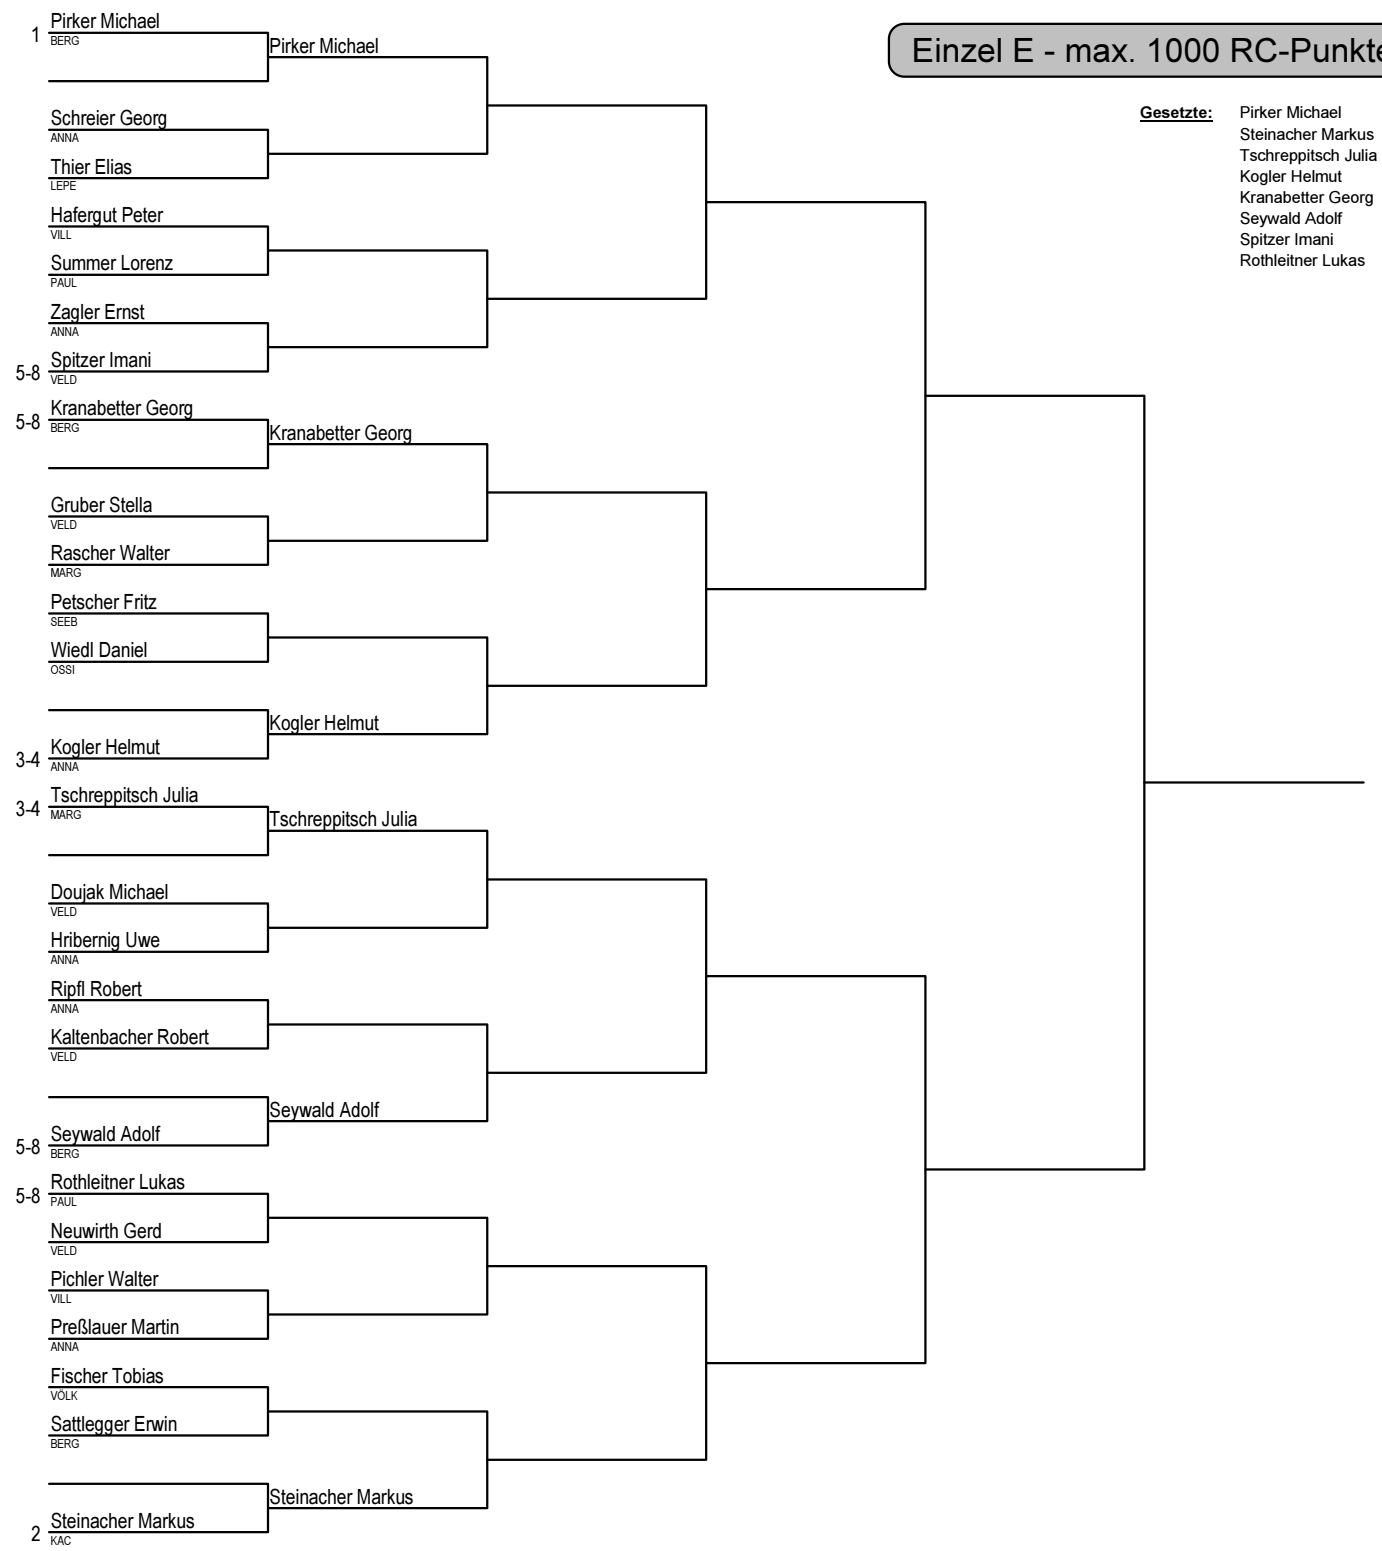 Einzel E - max. 1000 RC-Punkte
Gesetzte: Pirker Michael
Steinacher Markus
Tschreppitsch Julia
Kogler Helmut
Kranabetter Georg
Seywald Adolf
Spitzer Imani
Rothleitner Lukas
1 Pirker Michael
BERG
Pirker Michael
Schreier Georg
ANNA
Thier Elias
LEPE
Hafergut Peter
VILL
Summer Lorenz
PAUL
Zagler Ernst
ANNA
5-8 Spitzer Imani
VELD
5-8 Kranabetter Georg
BERG
Kranabetter Georg
Gruber Stella
VELD
Rascher Walter
MARG
Petscher Fritz
SEEB
Wiedl Daniel
OSSI
Kogler Helmut
3-4 Kogler Helmut
ANNA
3-4 Tschreppitsch Julia
MARG
Tschreppitsch Julia
Doujak Michael
VELD
Hribernig Uwe
ANNA
Ripfl Robert
ANNA
Kaltenbacher Robert
VELD
Seywald Adolf
5-8 Seywald Adolf
BERG
5-8 Rothleitner Lukas
PAUL
Neuwirth Gerd
VELD
Pichler Walter
VILL
Preßlauer Martin
ANNA
Fischer Tobias
VÖLK
Sattlegger Erwin
BERG
Steinacher Markus
2 Steinacher Markus
KAC